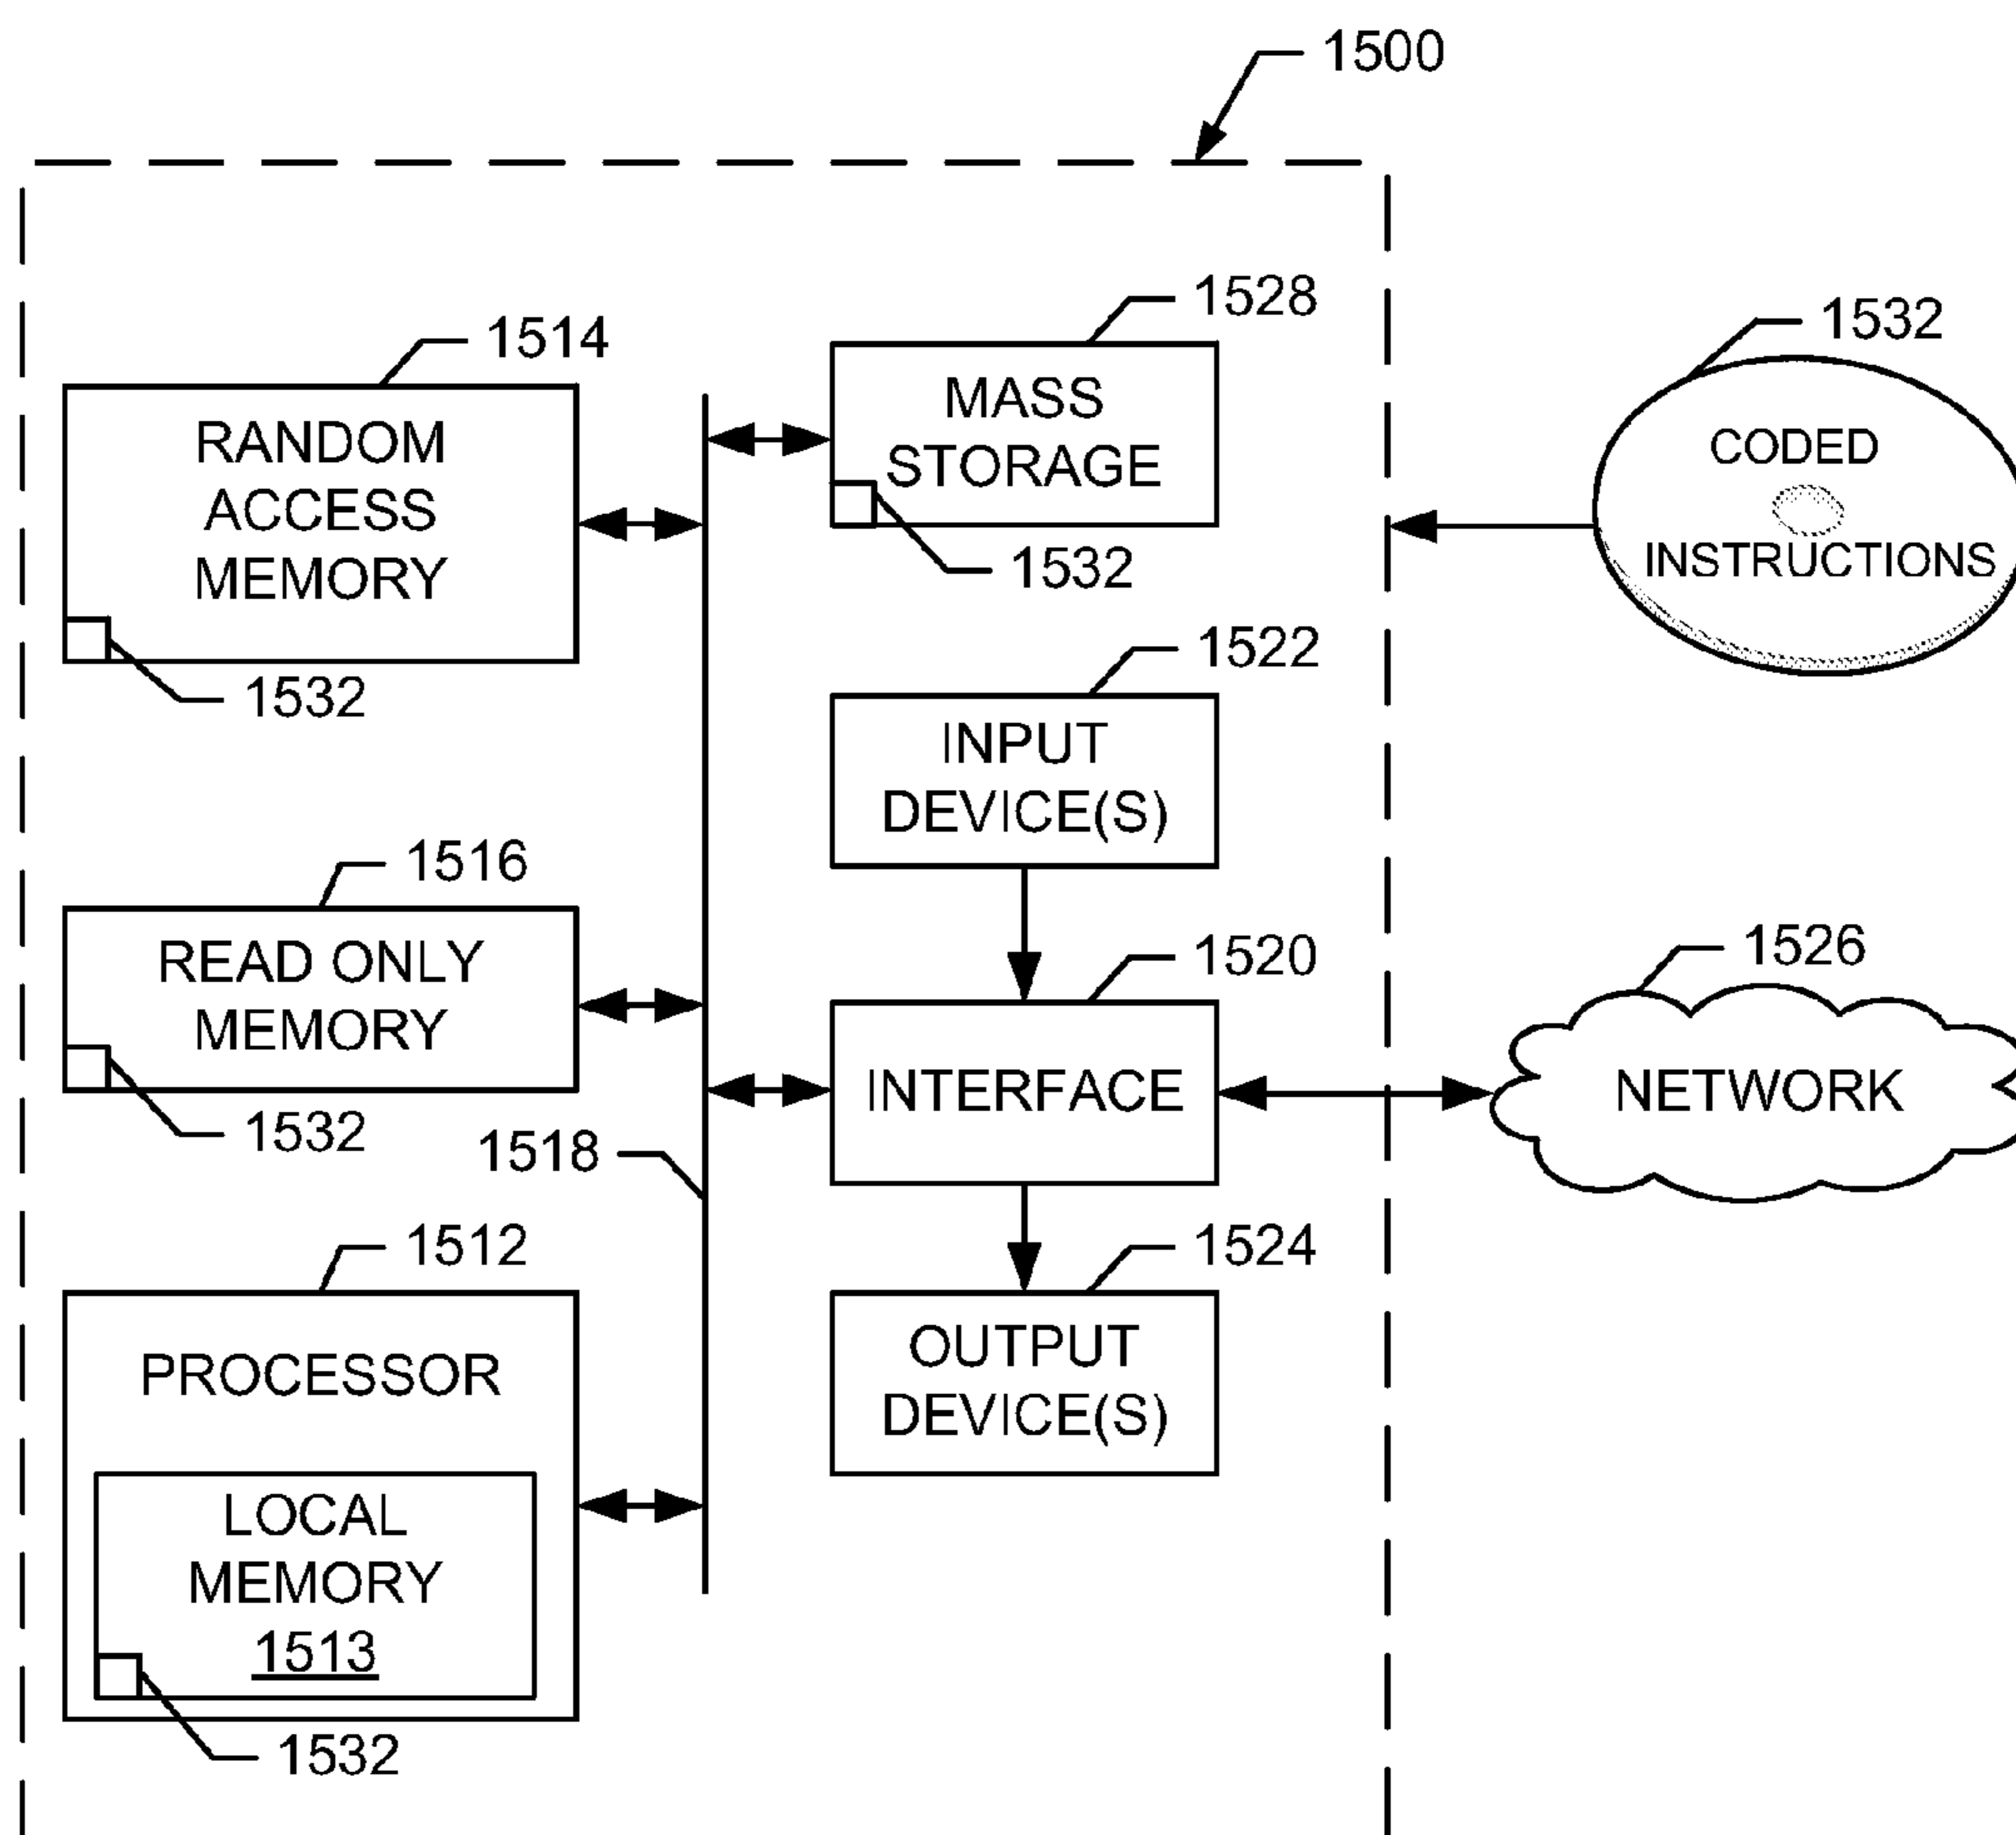 1500
1528
1532
1514
MASS
STORAGE
RANDOM
ACCESS
MEMORY
CODED
INSTRUCTIONS
1532
1532
1522
INPUT
DEVICE(S)
1516
READ ONLY
MEMORY
1520
1526
INTERFACE
NETWORK
1532
1518
1512
1524
PROCESSOR
OUTPUT
DEVICE(S)
LOCAL
MEMORY
1513
1532